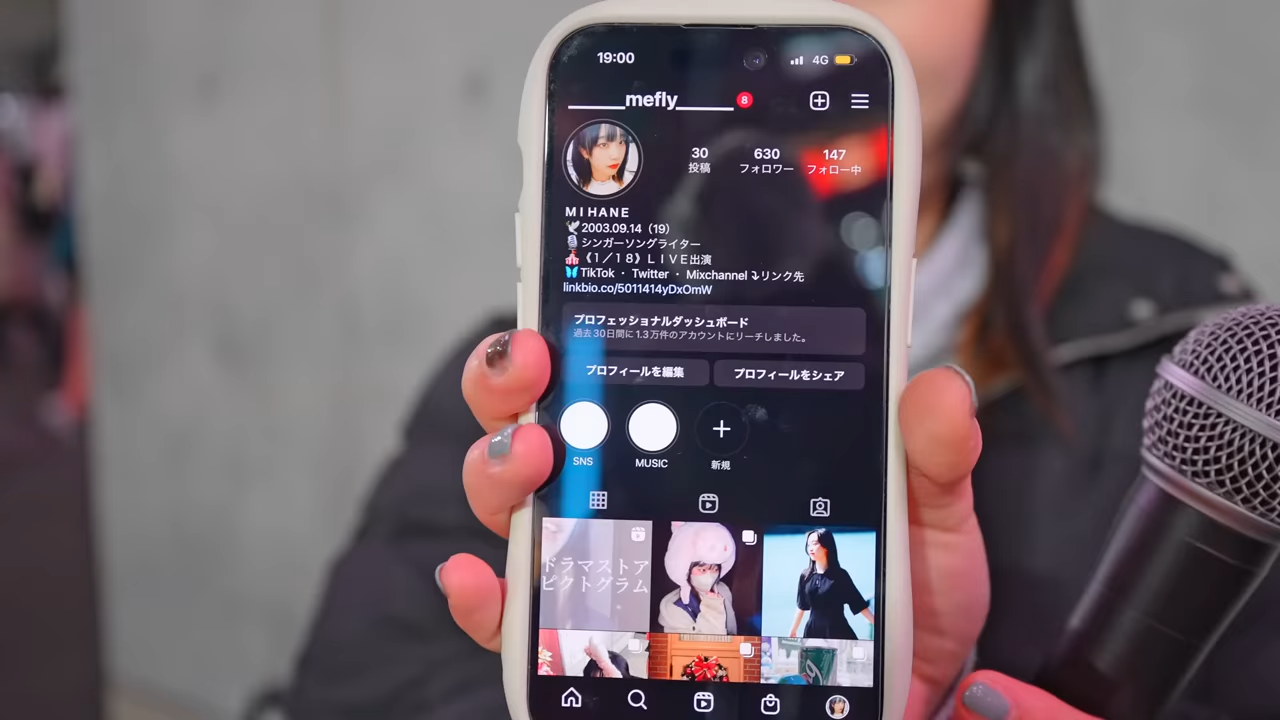 19:00 4G
______mefly______ 8
30 630 147
投稿 フォロワー フォロー中
MIHANE
2003.09.14（19）
シンガーソングライター
《1／18》LIVE出演
TikTok ・ Twitter ・ Mixchannel ⤵リンク先
linkbio.co/5011414yDxOmW
プロフェッショナルダッシュボード
過去30日間に1.3万件のアカウントにリーチしました。
プロフィールを編集 プロフィールをシェア
SNS MUSIC 新規
ドラマストア
ピクトグラム